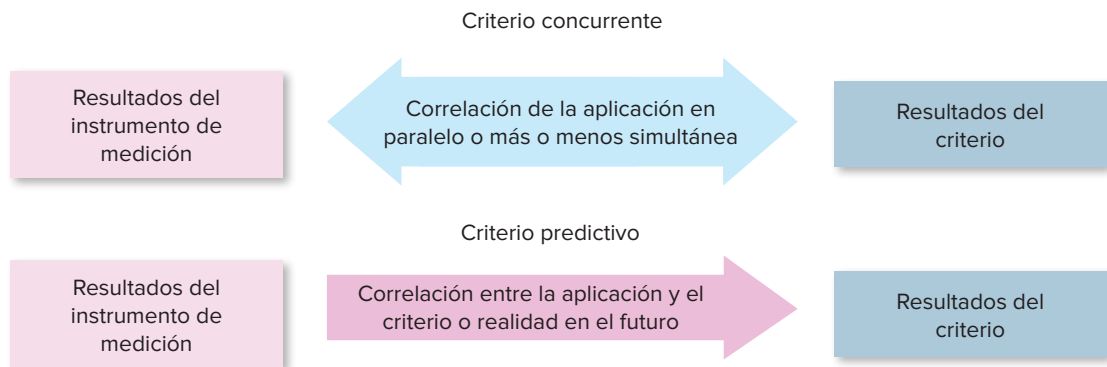 Criterio concurrente
Resultados del
instrumento de
medición
Correlación de la aplicación en
paralelo o más o menos simultánea
Resultados del
criterio
Criterio predictivo
Resultados del
instrumento de
medición
Correlación entre la aplicación y el
criterio o realidad en el futuro
Resultados del
criterio